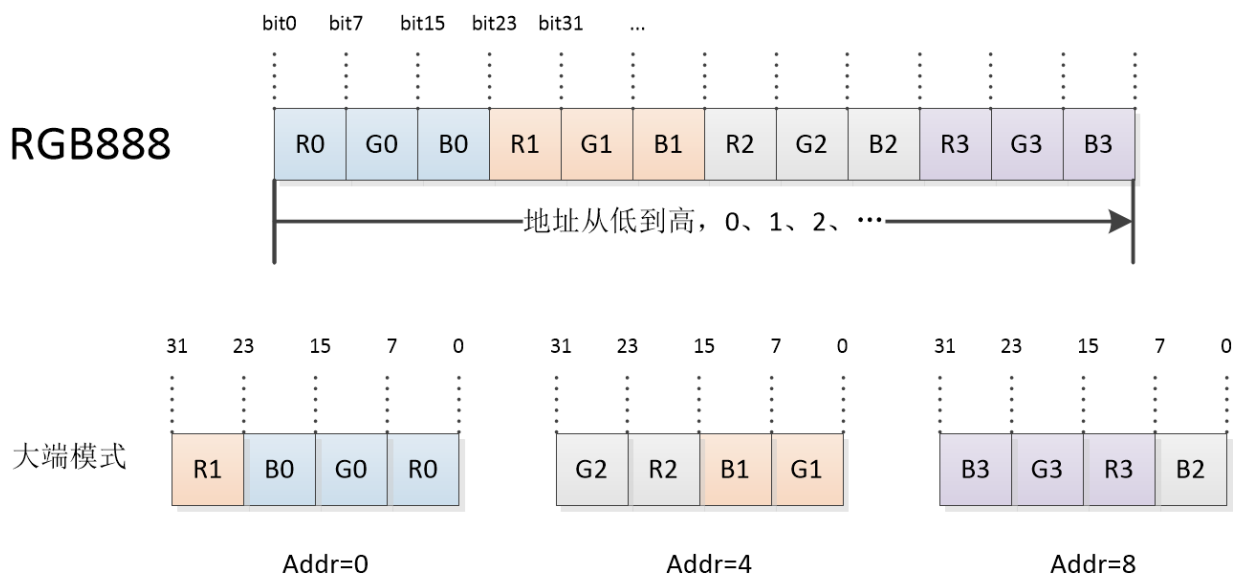 bit0 bit7 bit15 bit23 bit31 ...
RGB888 R0 G0 B0 R1 G1 B1 R2 G2 B2 R3 G3 B3
地址从低到高，0、1、2、…
31 23 15 7 0 31 23 15 7 0 31 23 15 7 0
大端模式 R1 B0 G0 R0 G2 R2 B1 G1 B3 G3 R3 B2
Addr=0 Addr=4 Addr=8